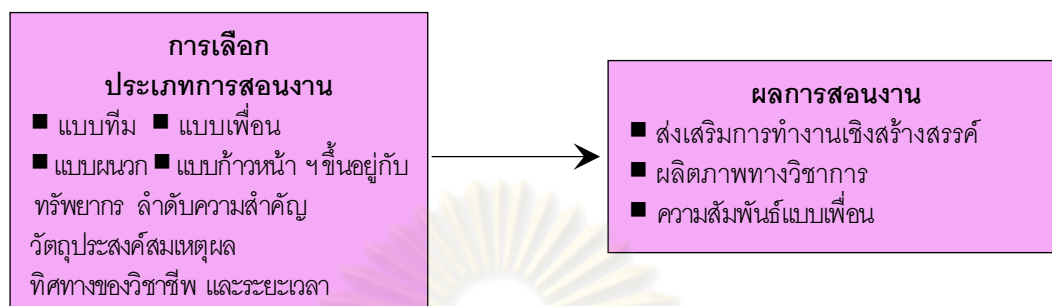 การเลือก
ประเภทการสอนงาน
■ แบบทีม ■ แบบเพื่อน
■ แบบผนวก ■ แบบก้าวหน้า ฯขึ้นอยู่กับ
ทรัพยากร ลำดับความสำคัญ
วัตถุประสงค์สมเหตุผล
ทิศทางของวิชาชีพ และระยะเวลา
ผลการสอนงาน
■ ส่งเสริมการทำงานเชิงสร้างสรรค์
■ ผลิตภาพทางวิชาการ
■ ความสัมพันธ์แบบเพื่อน